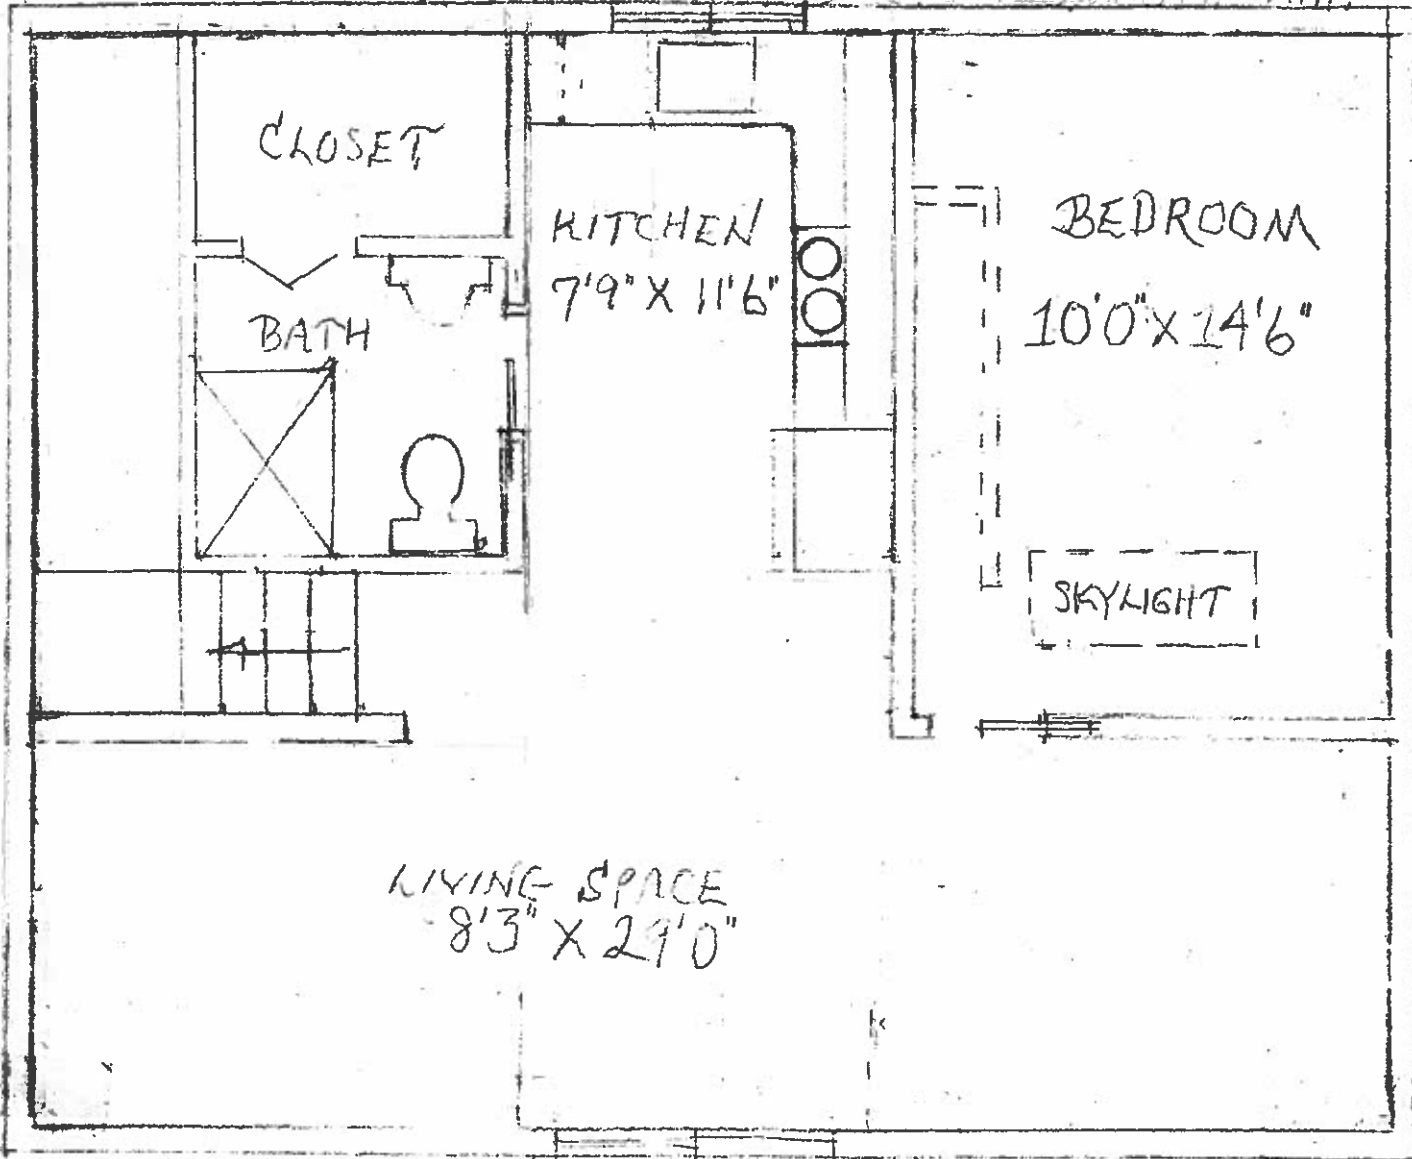 CLOSET
KITCHEN
7'9" X 11'6"
BEDROOM
10'0" X 14'6"
BATH
SKYLIGHT
LIVING SPACE
8'3" X 29'0"